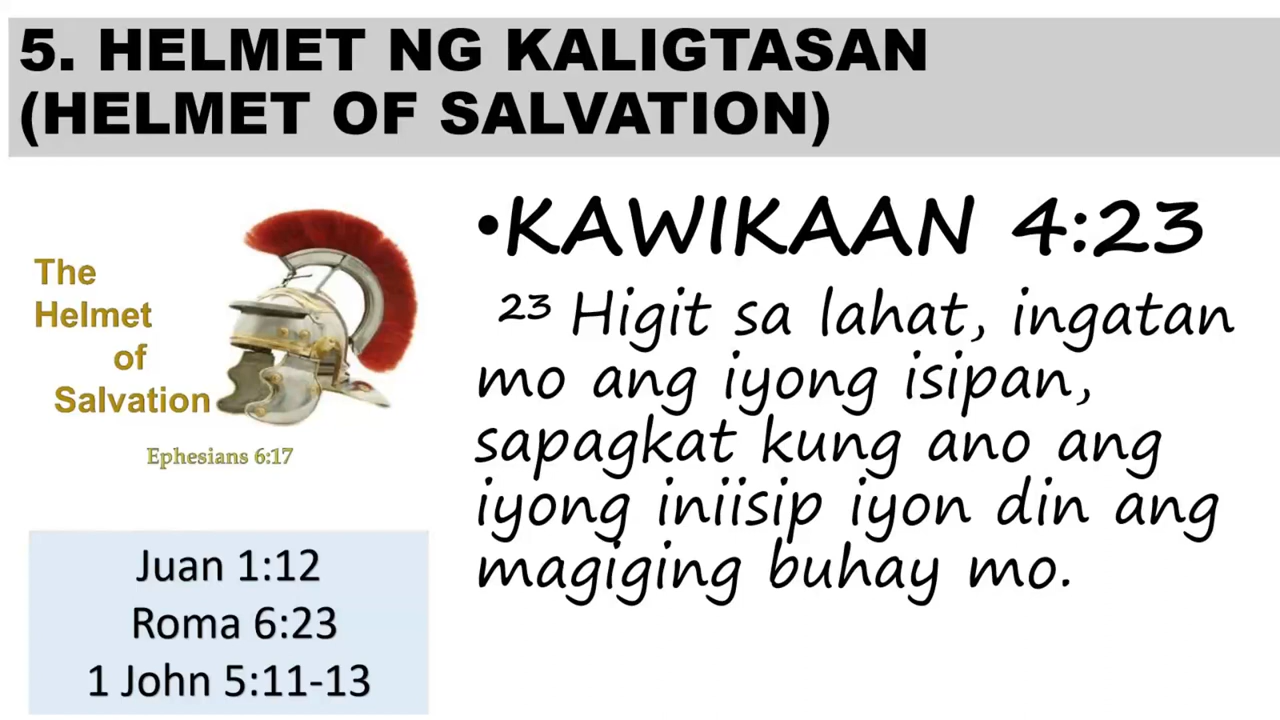 5. HELMET NG KALIGTASAN
(HELMET OF SALVATION)
The
Helmet
of
Salvation
Ephesians 6:17
Juan 1:12
Roma 6:23
1 John 5:11-13
•KAWIKAAN 4:23
²³ Higit sa lahat, ingatan
mo ang iyong isipan,
sapagkat kung ano ang
iyong iniisip iyon din ang
magiging buhay mo.